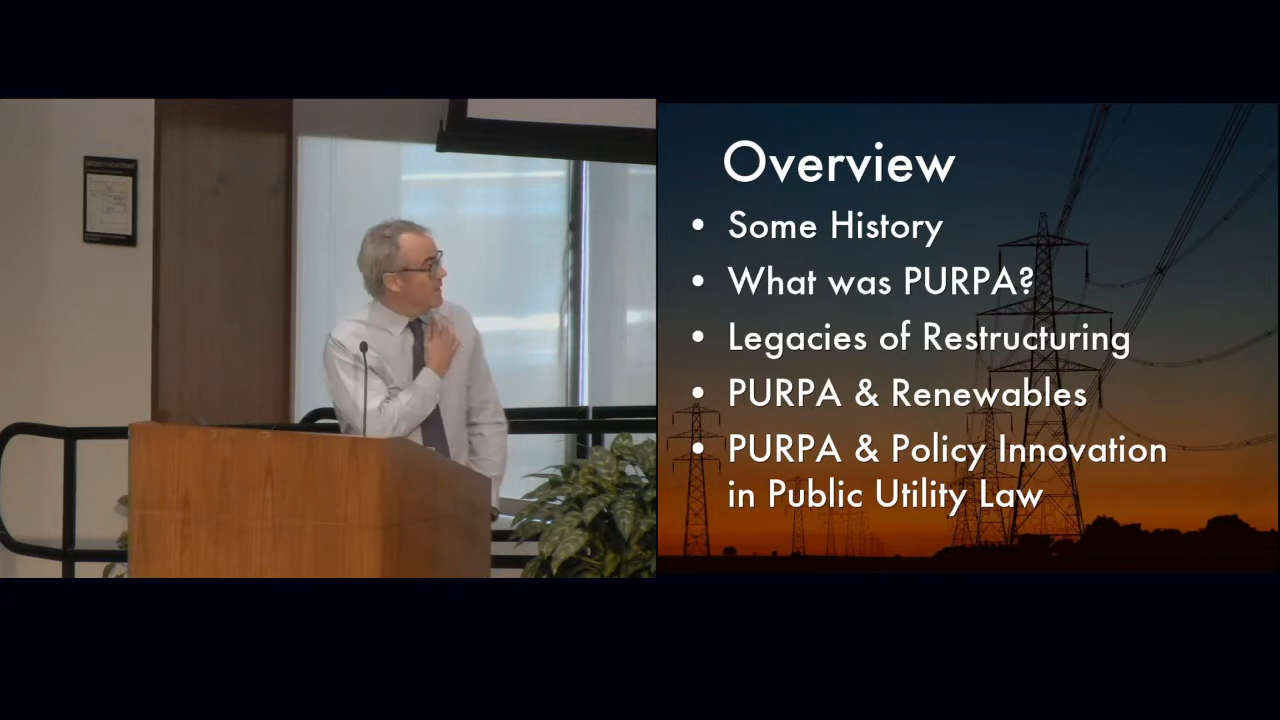 Overview
• Some History
• What was PURPA?
• Legacies of Restructuring
• PURPA & Renewables
• PURPA & Policy Innovation
in Public Utility Law